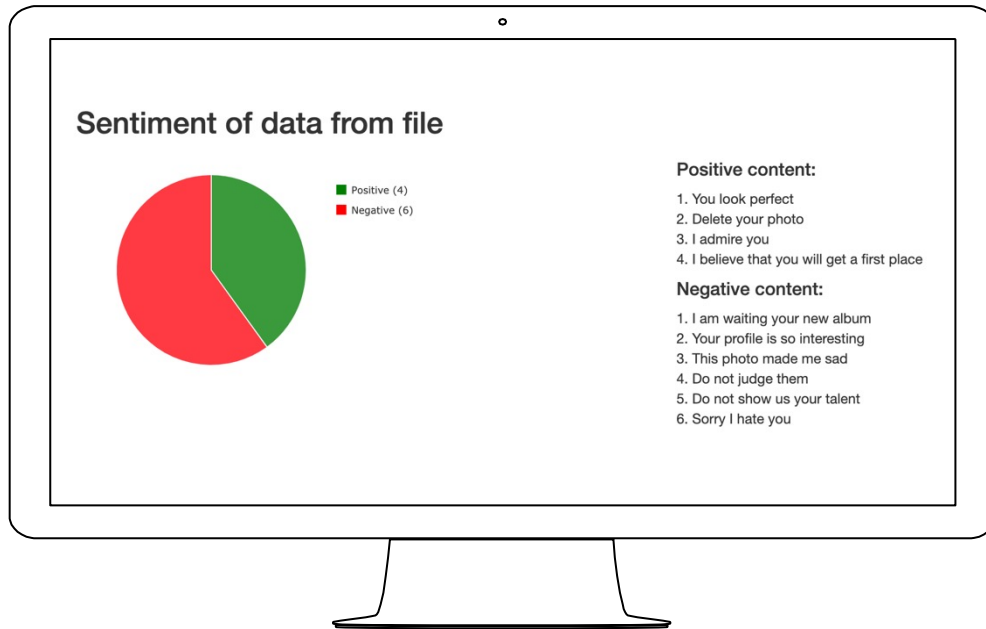 Sentiment of data from file
Positive (4)
Negative (6)
Positive content:
1. You look perfect
2. Delete your photo
3. I admire you
4. I believe that you will get a first place
Negative content:
1. I am waiting your new album
2. Your profile is so interesting
3. This photo made me sad
4. Do not judge them
5. Do not show us your talent
6. Sorry I hate you